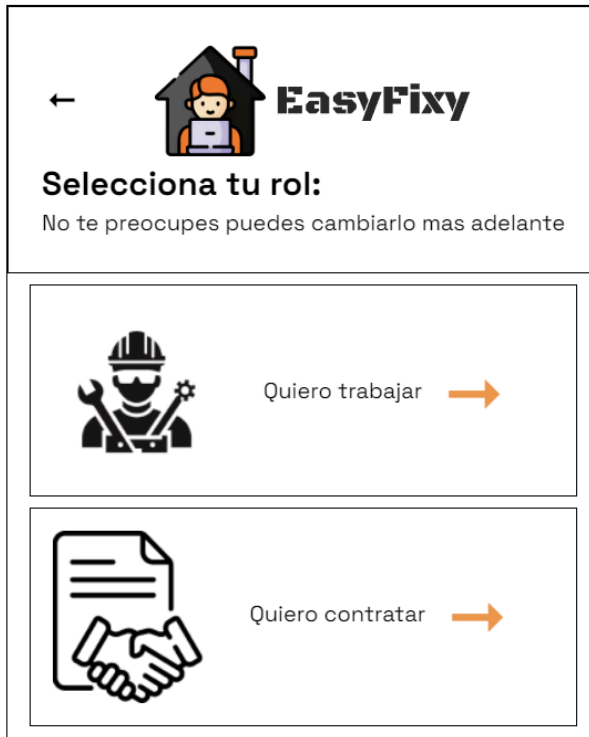 EasyFixy
Selecciona tu rol:
No te preocupes puedes cambiarlo mas adelante
Quiero trabajar
Quiero contratar